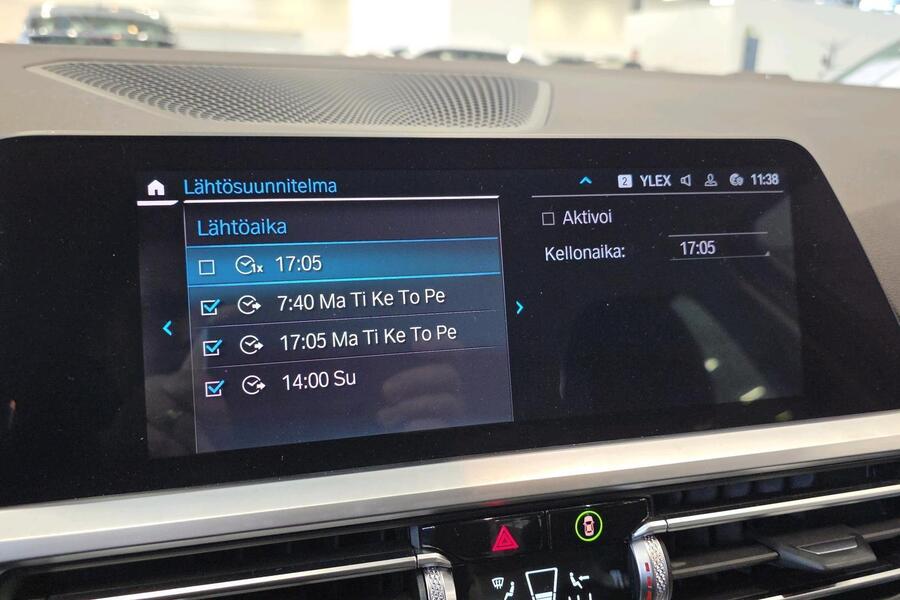 Lähtösuunnitelma
2 YLEX 11:38
Lähtöaika
1x 17:05
7:40 Ma Ti Ke To Pe
17:05 Ma Ti Ke To Pe
14:00 Su
Aktivoi
Kellonaika: 17:05